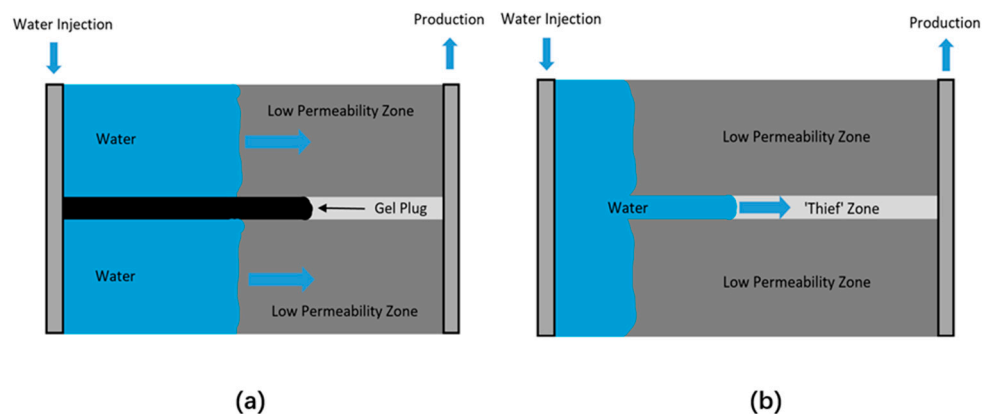 Water Injection
Production
Low Permeability Zone
Water
Gel Plug
Water
Low Permeability Zone
(a)
Water Injection
Production
Low Permeability Zone
Water
'Thief' Zone
Low Permeability Zone
(b)